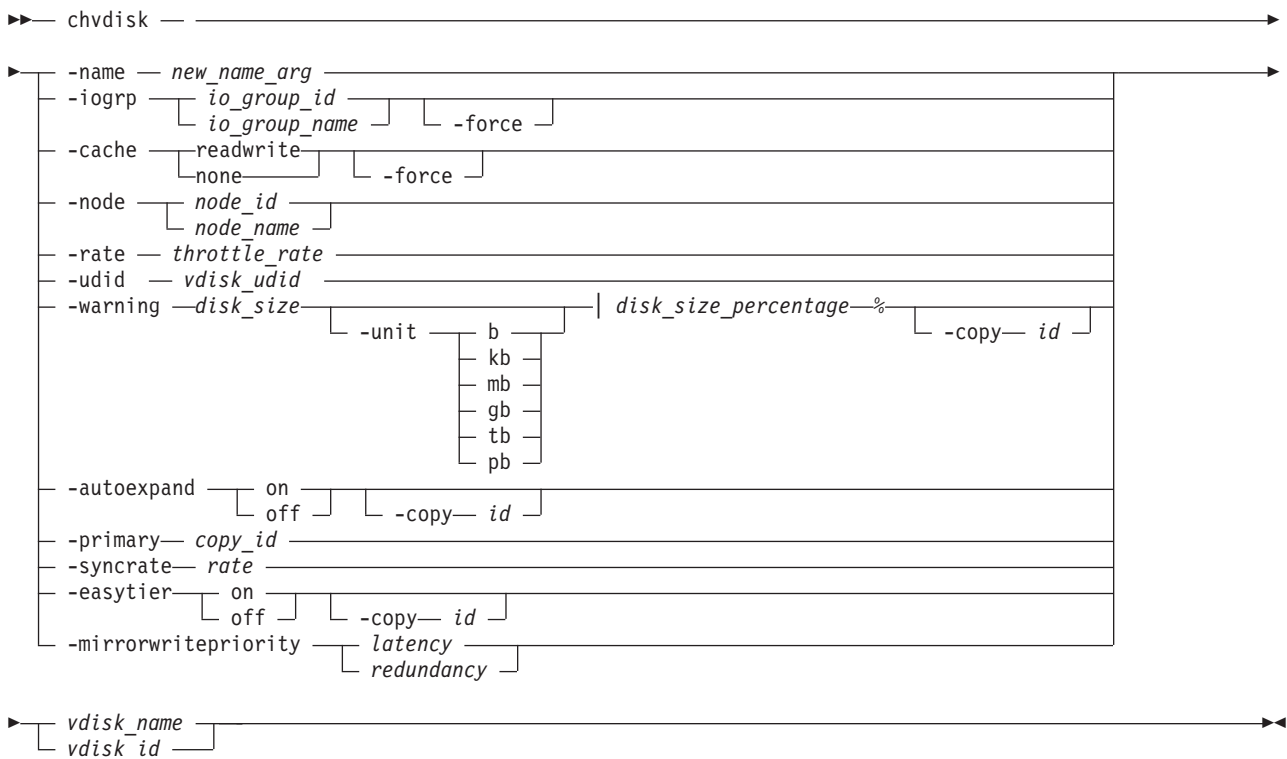 chvdisk
-name new_name_arg
-iogrp io_group_id
io_group_name -force
-cache readwrite
none -force
-node node_id
node_name
-rate throttle_rate
-udid vdisk_udid
-warning disk_size | disk_size_percentage %
-unit b -copy id
kb
mb
gb
tb
pb
-autoexpand on
off -copy id
-primary copy_id
-syncrate rate
-easytier on
off -copy id
-mirrorwritepriority latency
redundancy
vdisk_name
vdisk_id